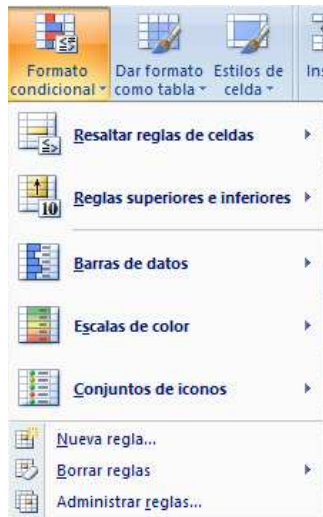 Formato condicional
Dar formato como tabla
Estilos de celda
Ins
Resaltar reglas de celdas
Reglas superiores e inferiores
10
Barras de datos
Escalas de color
Conjuntos de iconos
Nueva regla...
Borrar reglas
Administrar reglas...